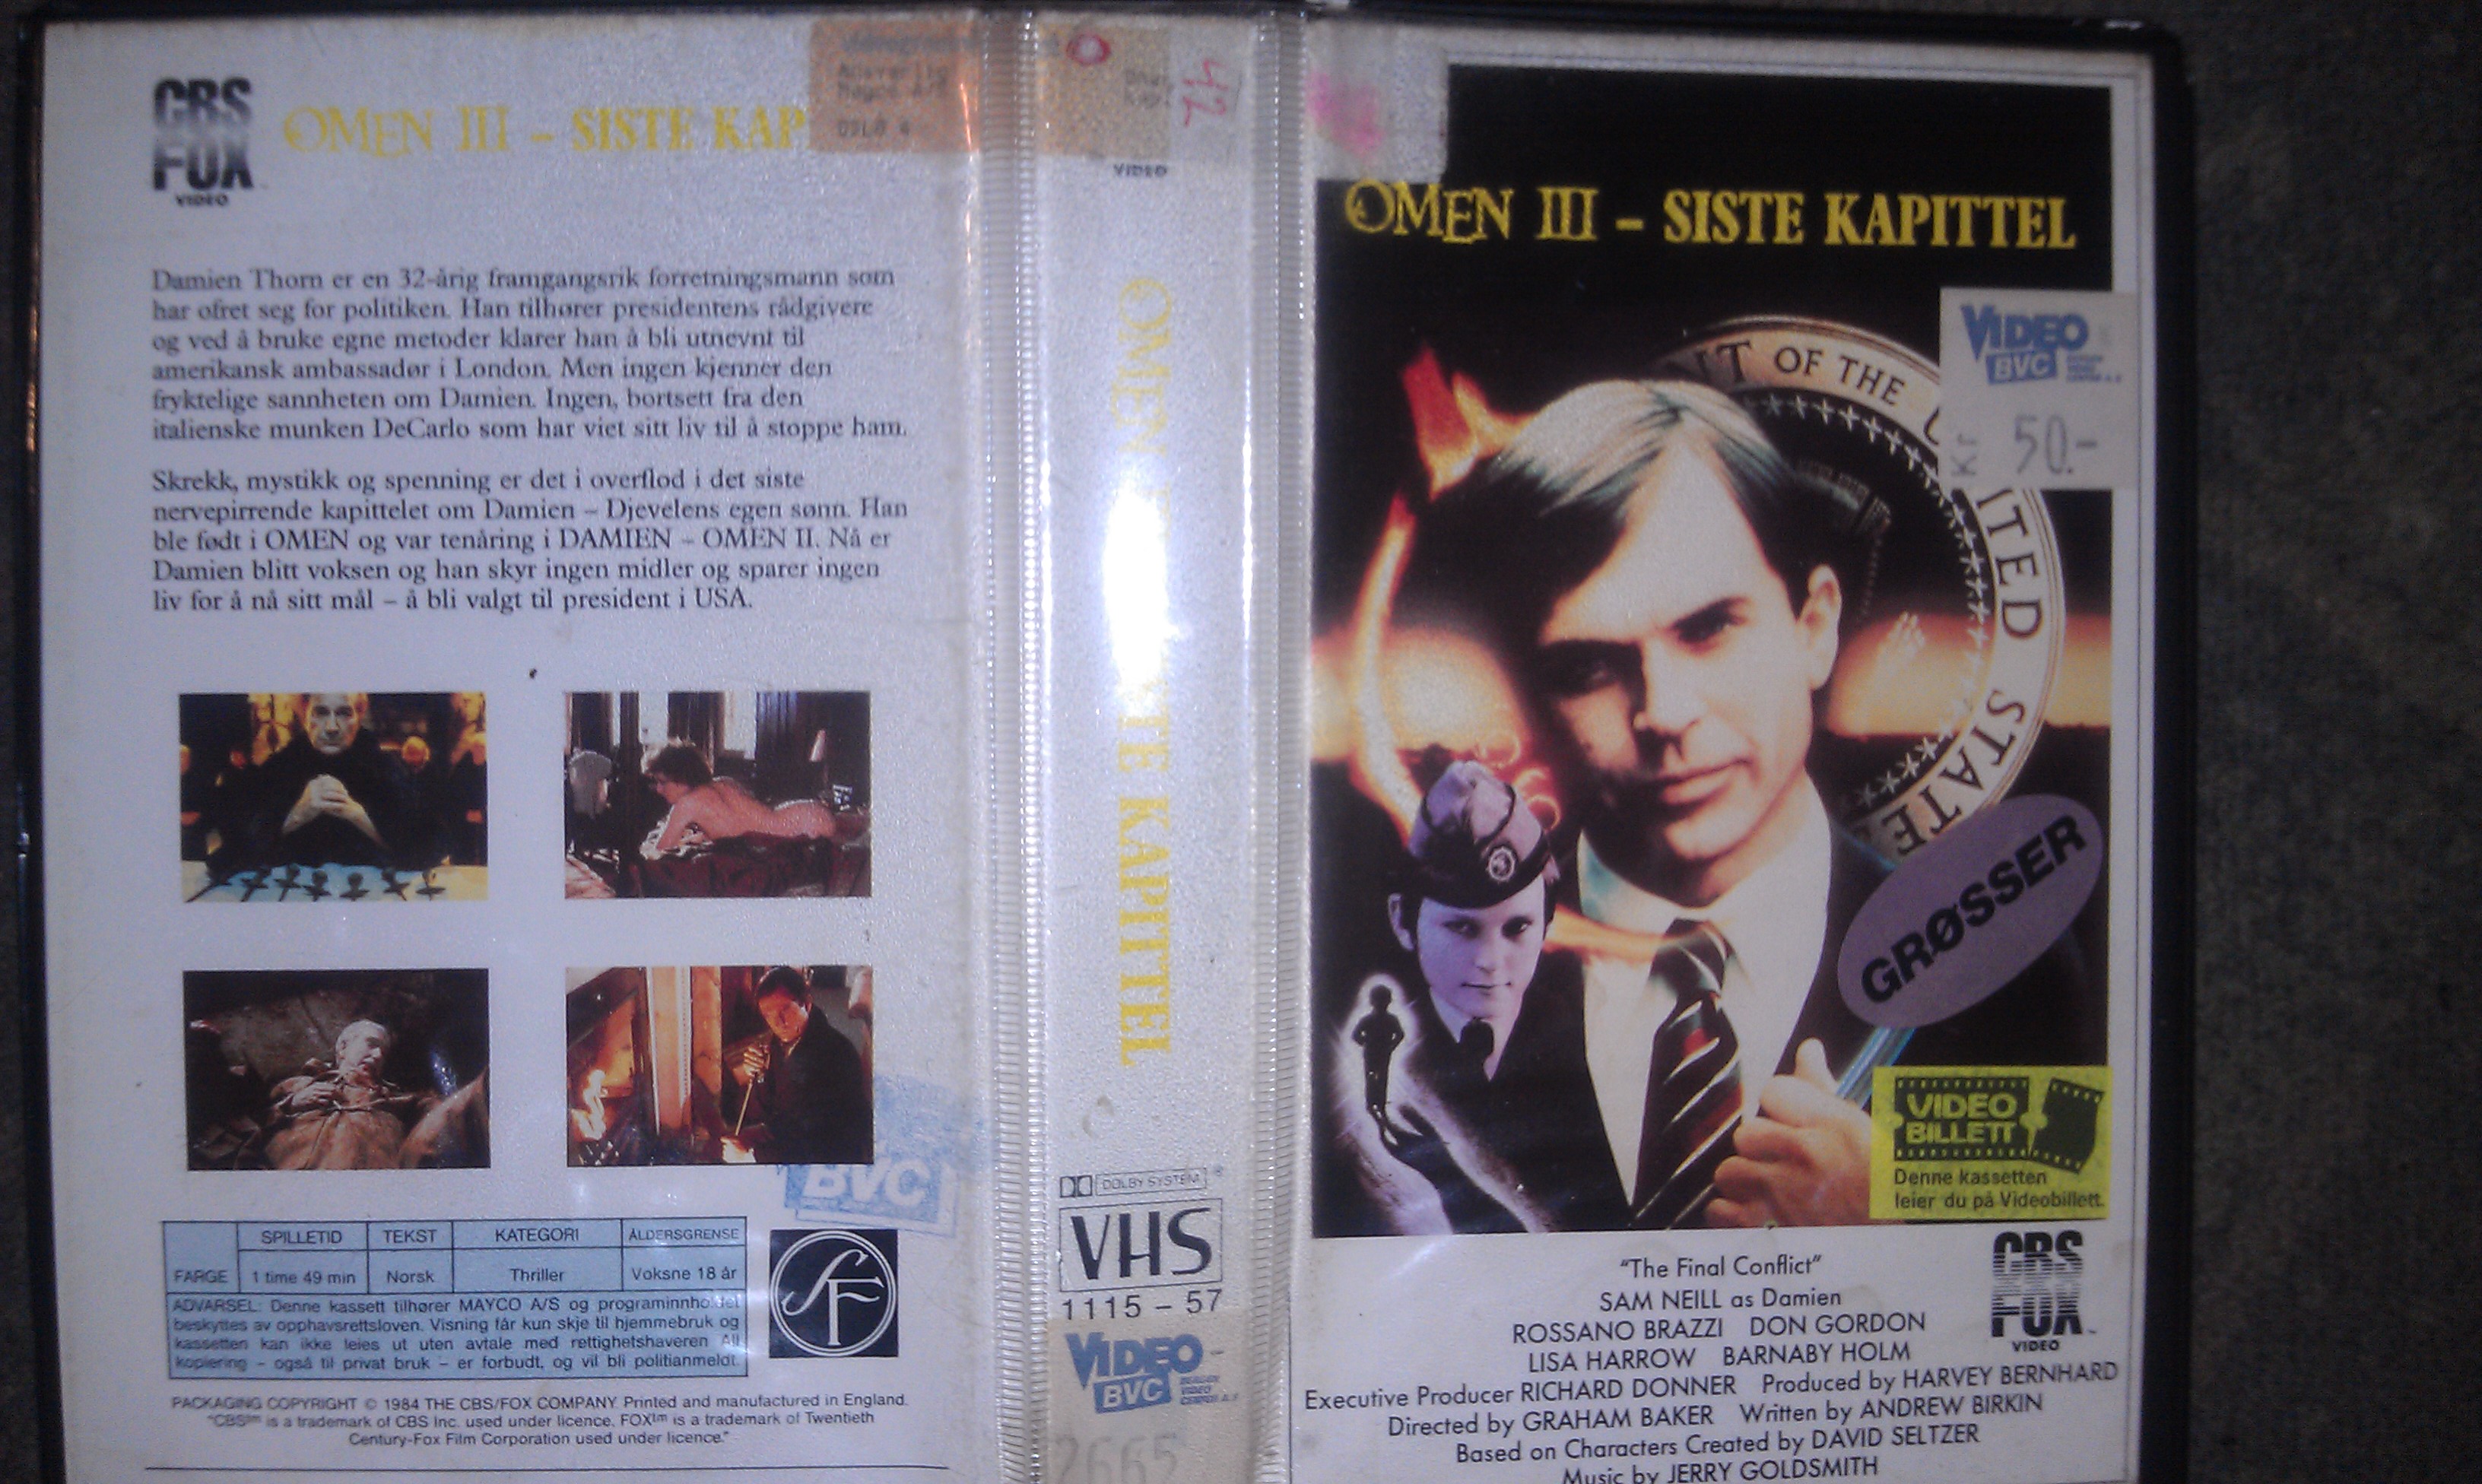 CBS
FOX
VIDEO
OMEN III – SISTE KAP
OSLO 4
Damien Thorn er en 32-årig framgangsrik forretningsmann som
har ofret seg for politiken. Han tilhører presidentens rådgivere
og ved å bruke egne metoder klarer han å bli utnevnt til
amerikansk ambassadør i London. Men ingen kjenner den
fryktelige sannheten om Damien. Ingen, bortsett fra den
italienske munken DeCarlo som har viet sitt liv til å stoppe ham.
Skrekk, mystikk og spenning er det i overflod i det siste
nervepirrende kapittelet om Damien – Djevelens egen sønn. Han
ble født i OMEN og var tenåring i DAMIEN – OMEN II. Nå er
Damien blitt voksen og han skyr ingen midler og sparer ingen
liv for å nå sitt mål – å bli valgt til president i USA.
BVC
SPILLETID TEKST KATEGORI ALDERSGRENSE
FARGE 1 time 49 min Norsk Thriller Voksne 18 år
ADVARSEL: Denne kassett tilhører MAYCO A/S og programinnholdet
beskyttes av opphavsrettsloven. Visning får kun skje til hjemmebruk og
kassetten kan ikke leies ut uten avtale med rettighetshaveren All
kopiering – også til privat bruk – er forbudt, og vil bli politianmeldt.
SF
PACKAGING COPYRIGHT © 1984 THE CBS/FOX COMPANY Printed and manufactured in England.
"CBS™ is a trademark of CBS Inc. used under licence. FOX™ is a trademark of Twentieth
Century-Fox Film Corporation used under licence."
42
VIDEO
OMEN KAPITTEL
DOLBY SYSTEM ®
VHS
1115 – 57
VIDEO
BVC
2665
OMEN III – SISTE KAPITTEL
VIDEO
BVC
Kr 50.-
OF THE
STATE
GRØSSER
VIDEO
BILLETT
Denne kassetten
leier du på Videobillett.
CBS
FOX
VIDEO
"The Final Conflict"
SAM NEILL as Damien
ROSSANO BRAZZI DON GORDON
LISA HARROW BARNABY HOLM
Executive Producer RICHARD DONNER Produced by HARVEY BERNHARD
Directed by GRAHAM BAKER Written by ANDREW BIRKIN
Based on Characters Created by DAVID SELTZER
Music by JERRY GOLDSMITH